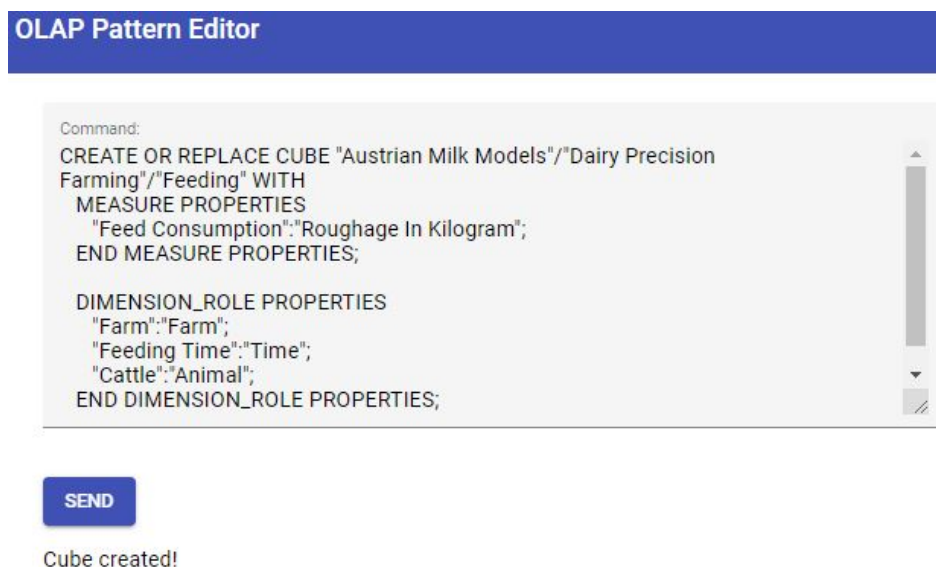 OLAP Pattern Editor
Command:
CREATE OR REPLACE CUBE "Austrian Milk Models"/"Dairy Precision
Farming"/"Feeding" WITH
MEASURE PROPERTIES
"Feed Consumption":"Roughage In Kilogram";
END MEASURE PROPERTIES;
DIMENSION_ROLE PROPERTIES
"Farm":"Farm";
"Feeding Time":"Time";
"Cattle":"Animal";
END DIMENSION_ROLE PROPERTIES;
SEND
Cube created!